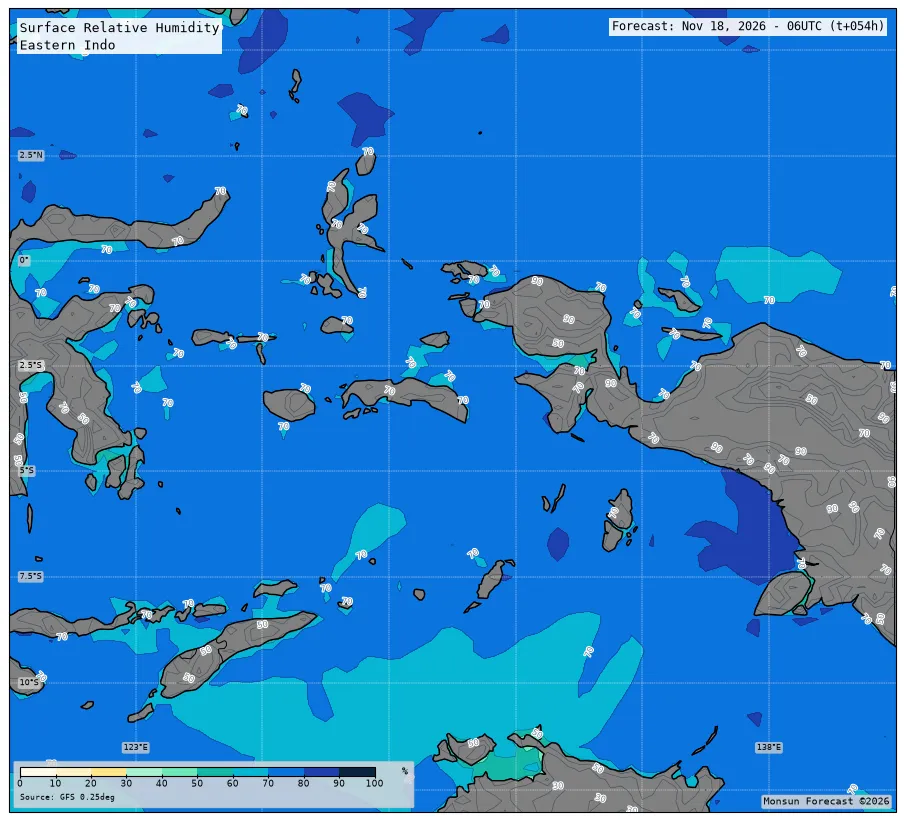 Surface Relative Humidity
Eastern Indo
Forecast: Nov 18, 2026 - 06UTC (t+054h)
2.5°N
0°
2.5°S
5°S
7.5°S
10°S
123°E
138°E
0 10 20 30 40 50 60 70 80 90 100 %
Source: GFS 0.25deg
Monsun Forecast ©2026